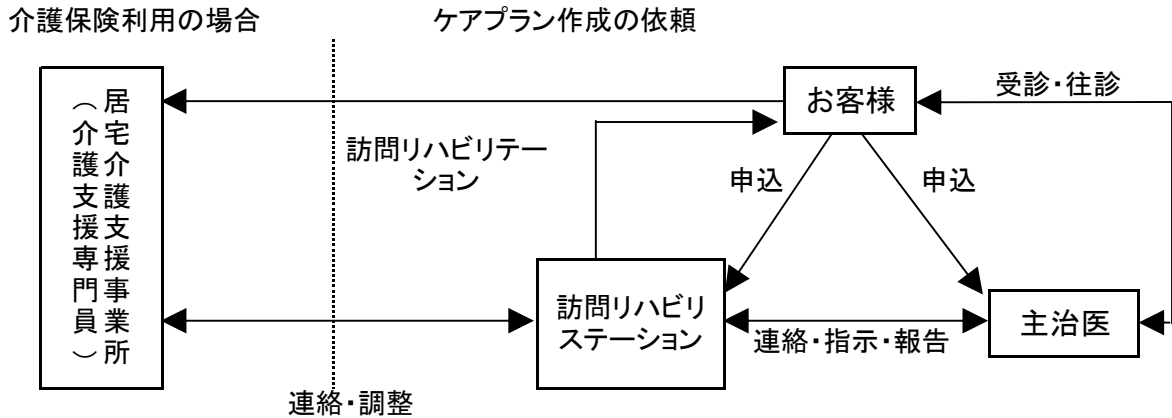 介護保険利用の場合
ケアプラン作成の依頼
居宅介護支援事業所
（介護支援専門員）
お客様
受診・往診
訪問リハビリテー
ション
申込
申込
訪問リハビリ
ステーション
主治医
連絡・指示・報告
連絡・調整